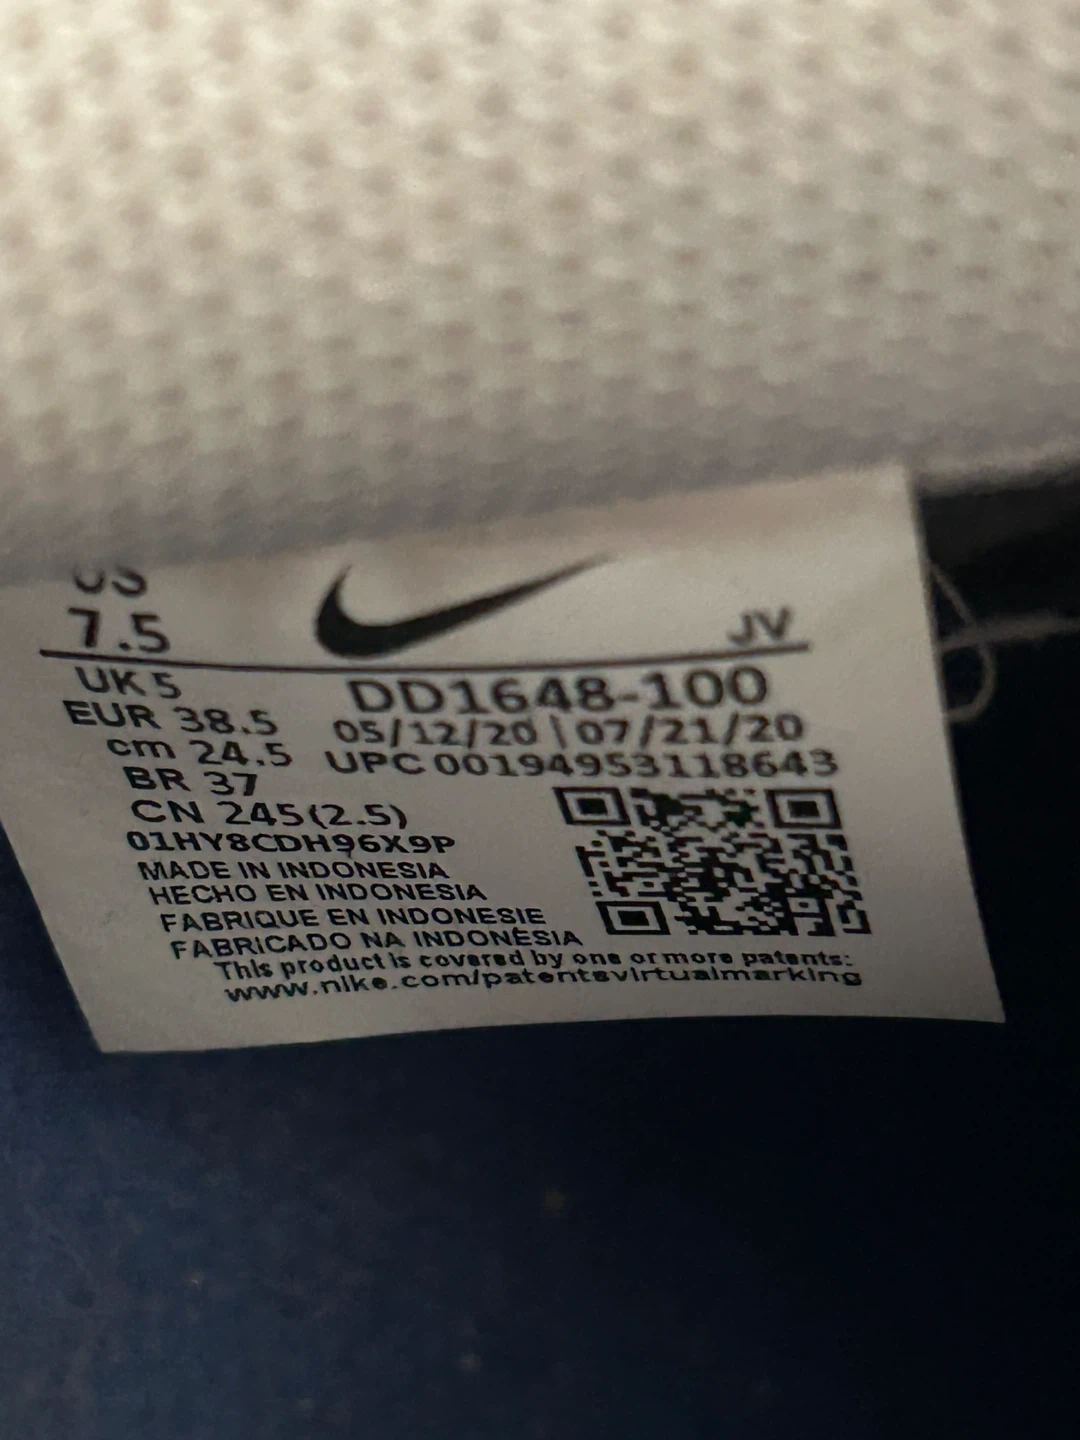 US
7.5
JV
UK 5
DD1648-100
EUR 38.5
05/12/20 | 07/21/20
cm 24.5
UPC 00194953118643
BR 37
CN 245(2.5)
01HY8CDH96X9P
MADE IN INDONESIA
HECHO EN INDONESIA
FABRIQUE EN INDONESIE
FABRICADO NA INDONÉSIA
This product is covered by one or more patents:
www.nike.com/patentsvirtualmarking